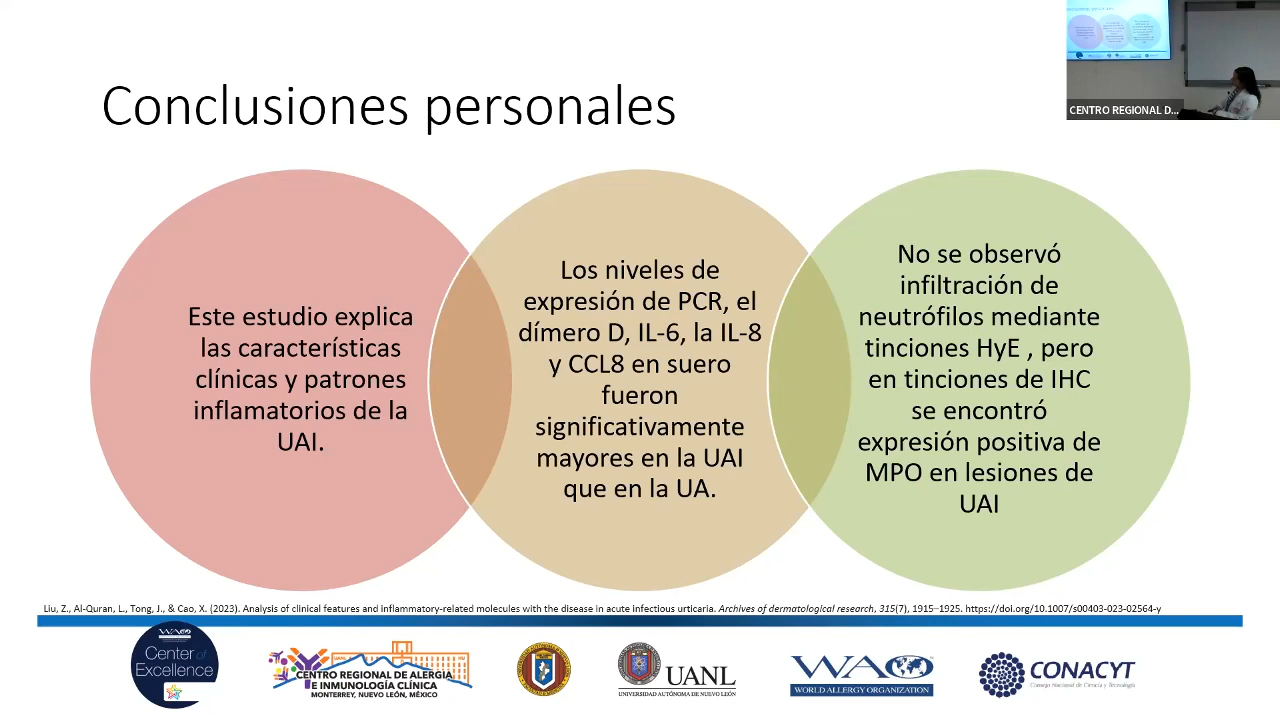 Conclusiones personales
CENTRO REGIONAL D...
Este estudio explica
las características
clínicas y patrones
inflamatorios de la
UAI.
Los niveles de
expresión de PCR, el
dímero D, IL-6, la IL-8
y CCL8 en suero
fueron
significativamente
mayores en la UAI
que en la UA.
No se observó
infiltración de
neutrófilos mediante
tinciones HyE , pero
en tinciones de IHC
se encontró
expresión positiva de
MPO en lesiones de
UAI
Liu, Z., Al-Quran, L., Tong, J., & Cao, X. (2023). Analysis of clinical features and inflammatory-related molecules with the disease in acute infectious urticaria. Archives of dermatological research, 315(7), 1915–1925. https://doi.org/10.1007/s00403-023-02564-y
WAO
Center of
Excellence
CENTRO REGIONAL DE ALERGIA
E INMUNOLOGÍA CLÍNICA
MONTERREY, NUEVO LEÓN, MÉXICO
UANL
UNIVERSIDAD AUTÓNOMA DE NUEVO LEÓN
WAO
WORLD ALLERGY ORGANIZATION
CONACYT
Consejo Nacional de Ciencia y Tecnología